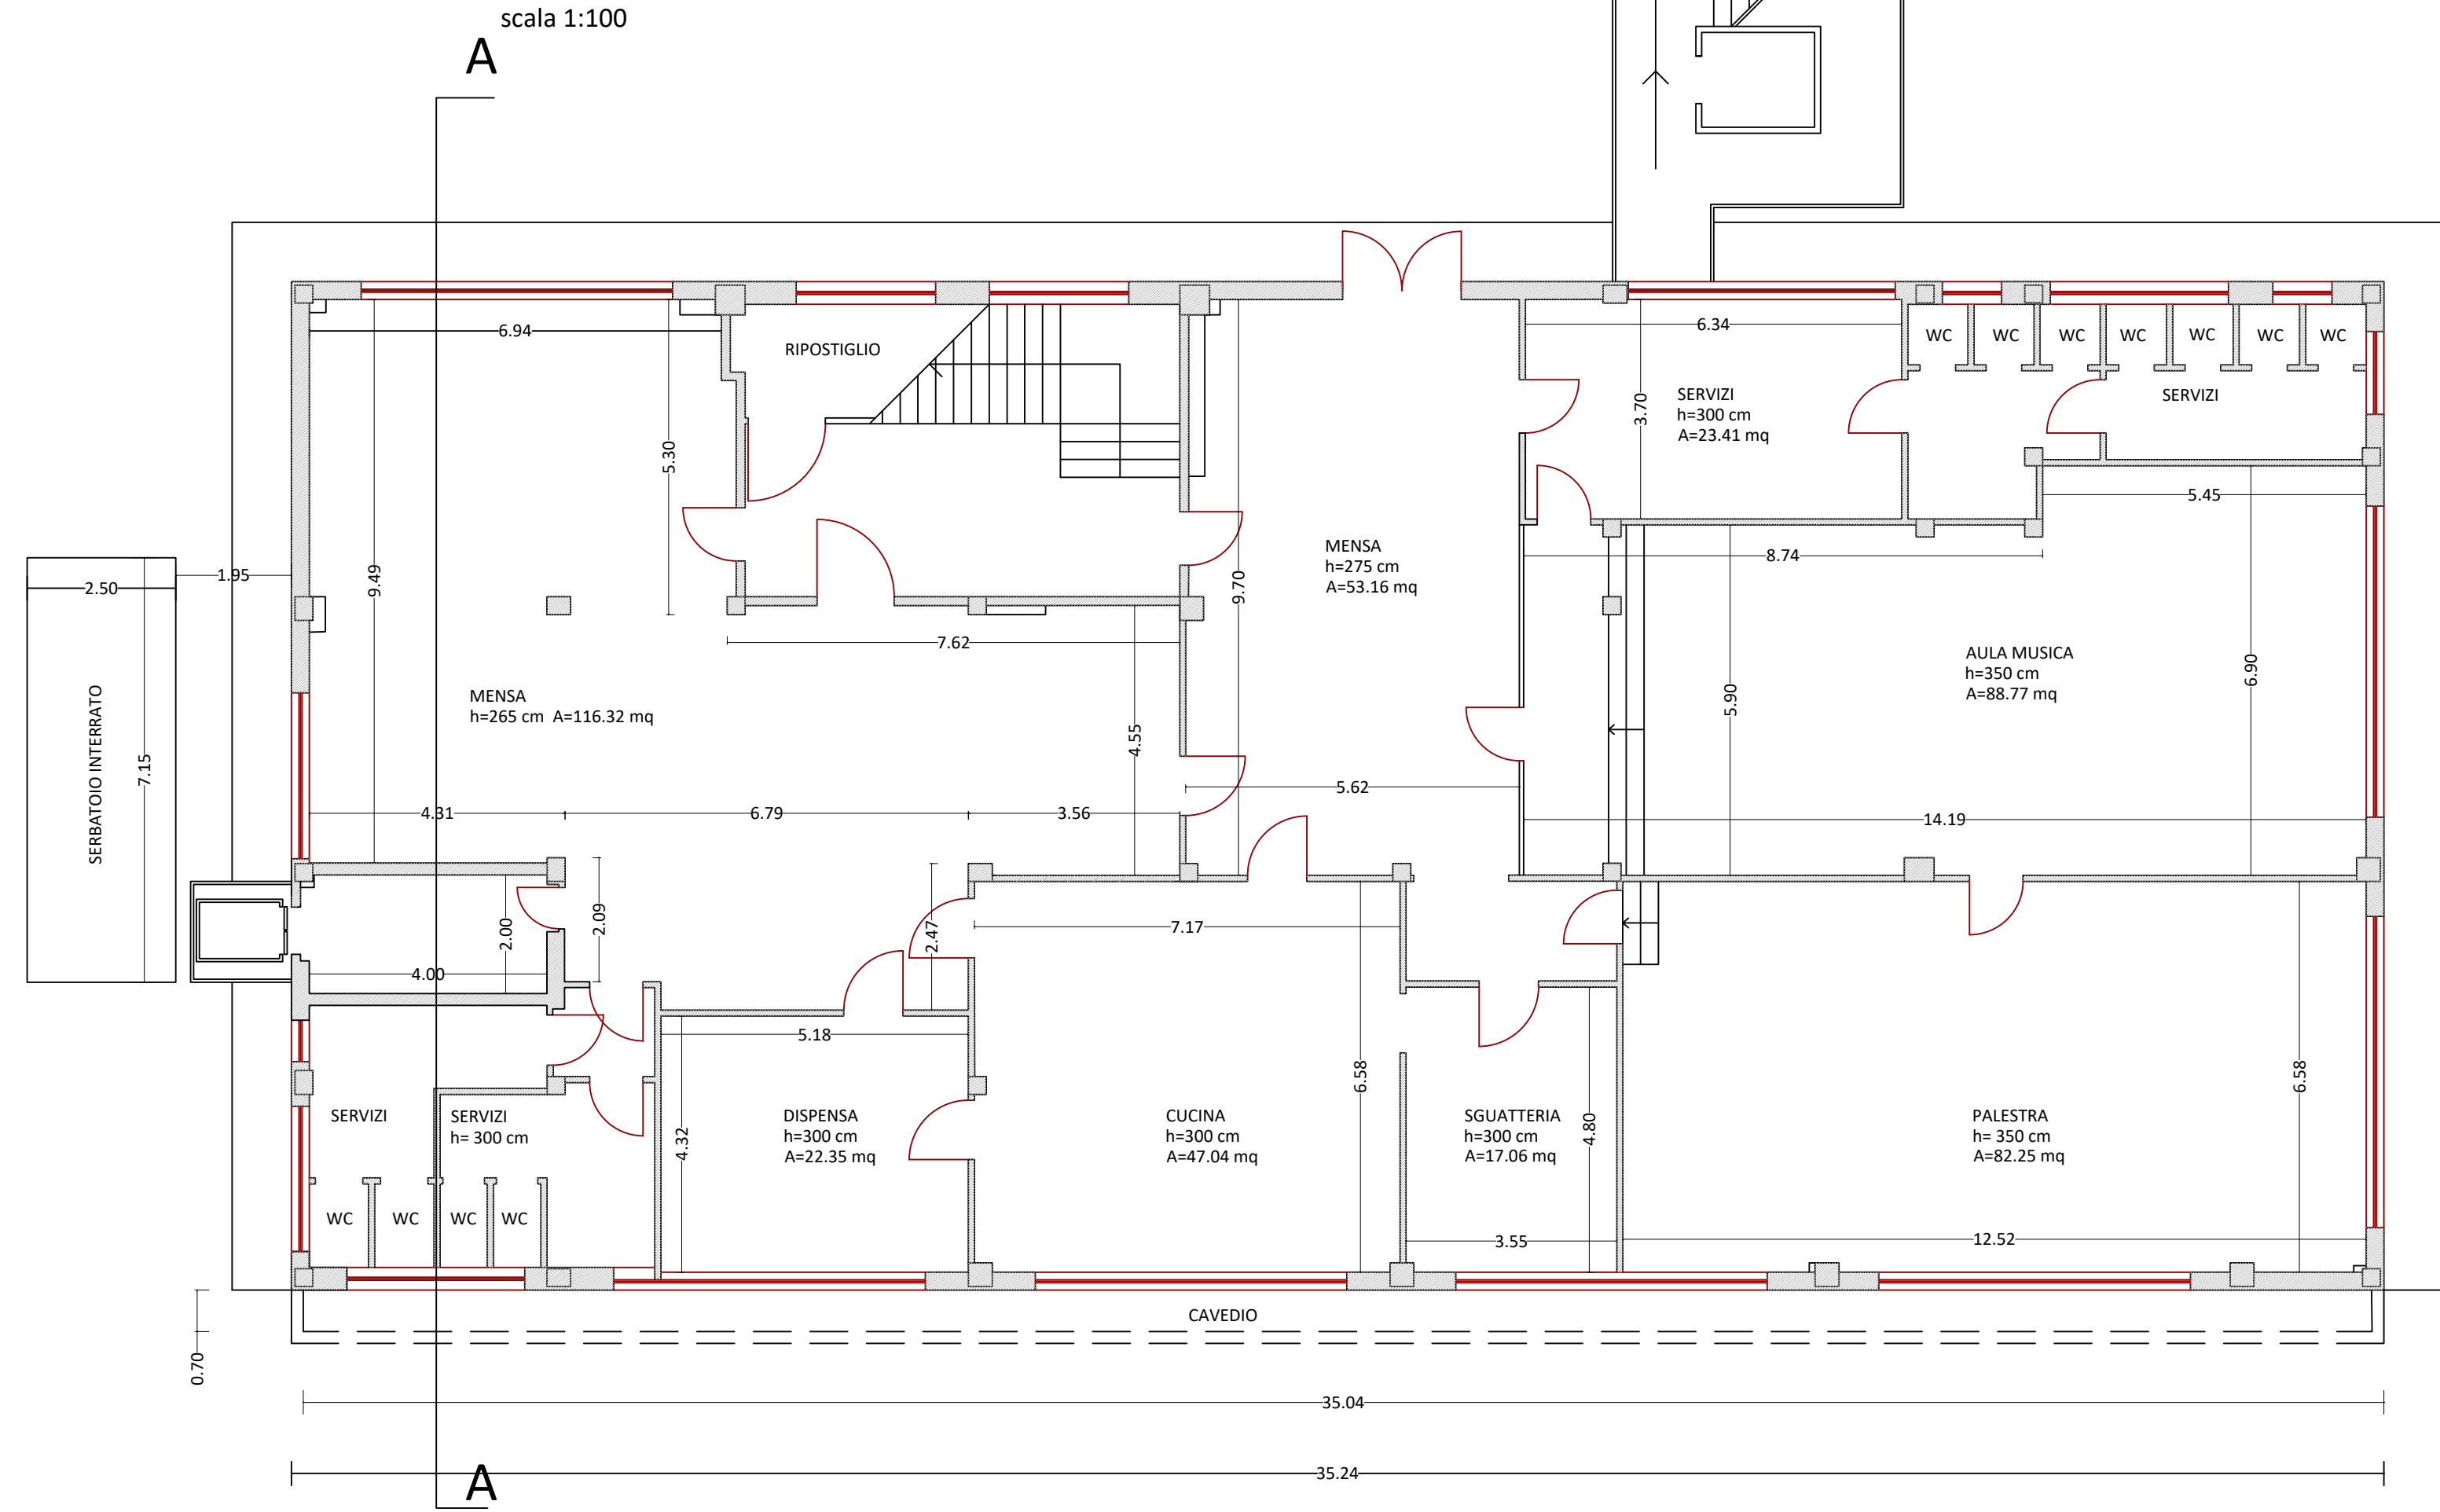 scala 1:100
A
6.94
RIPOSTIGLIO
6.34
WC
WC
WC
WC
WC
WC
WC
SERVIZI
h=300 cm
A=23.41 mq
SERVIZI
3.70
5.30
5.45
MENSA
h=275 cm
A=53.16 mq
8.74
1.95
2.50
9.49
9.70
7.62
AULA MUSICA
h=350 cm
A=88.77 mq
6.90
5.90
MENSA
h=265 cm A=116.32 mq
4.55
SERBATOIO INTERRATO
7.15
5.62
4.31
6.79
3.56
14.19
2.00
2.09
2.47
7.17
4.00
5.18
6.58
6.58
SERVIZI
SERVIZI
h= 300 cm
4.32
DISPENSA
h=300 cm
A=22.35 mq
CUCINA
h=300 cm
A=47.04 mq
SGUATTERIA
h=300 cm
A=17.06 mq
4.80
PALESTRA
h= 350 cm
A=82.25 mq
WC
WC
WC
WC
3.55
12.52
CAVEDIO
0.70
35.04
35.24
A